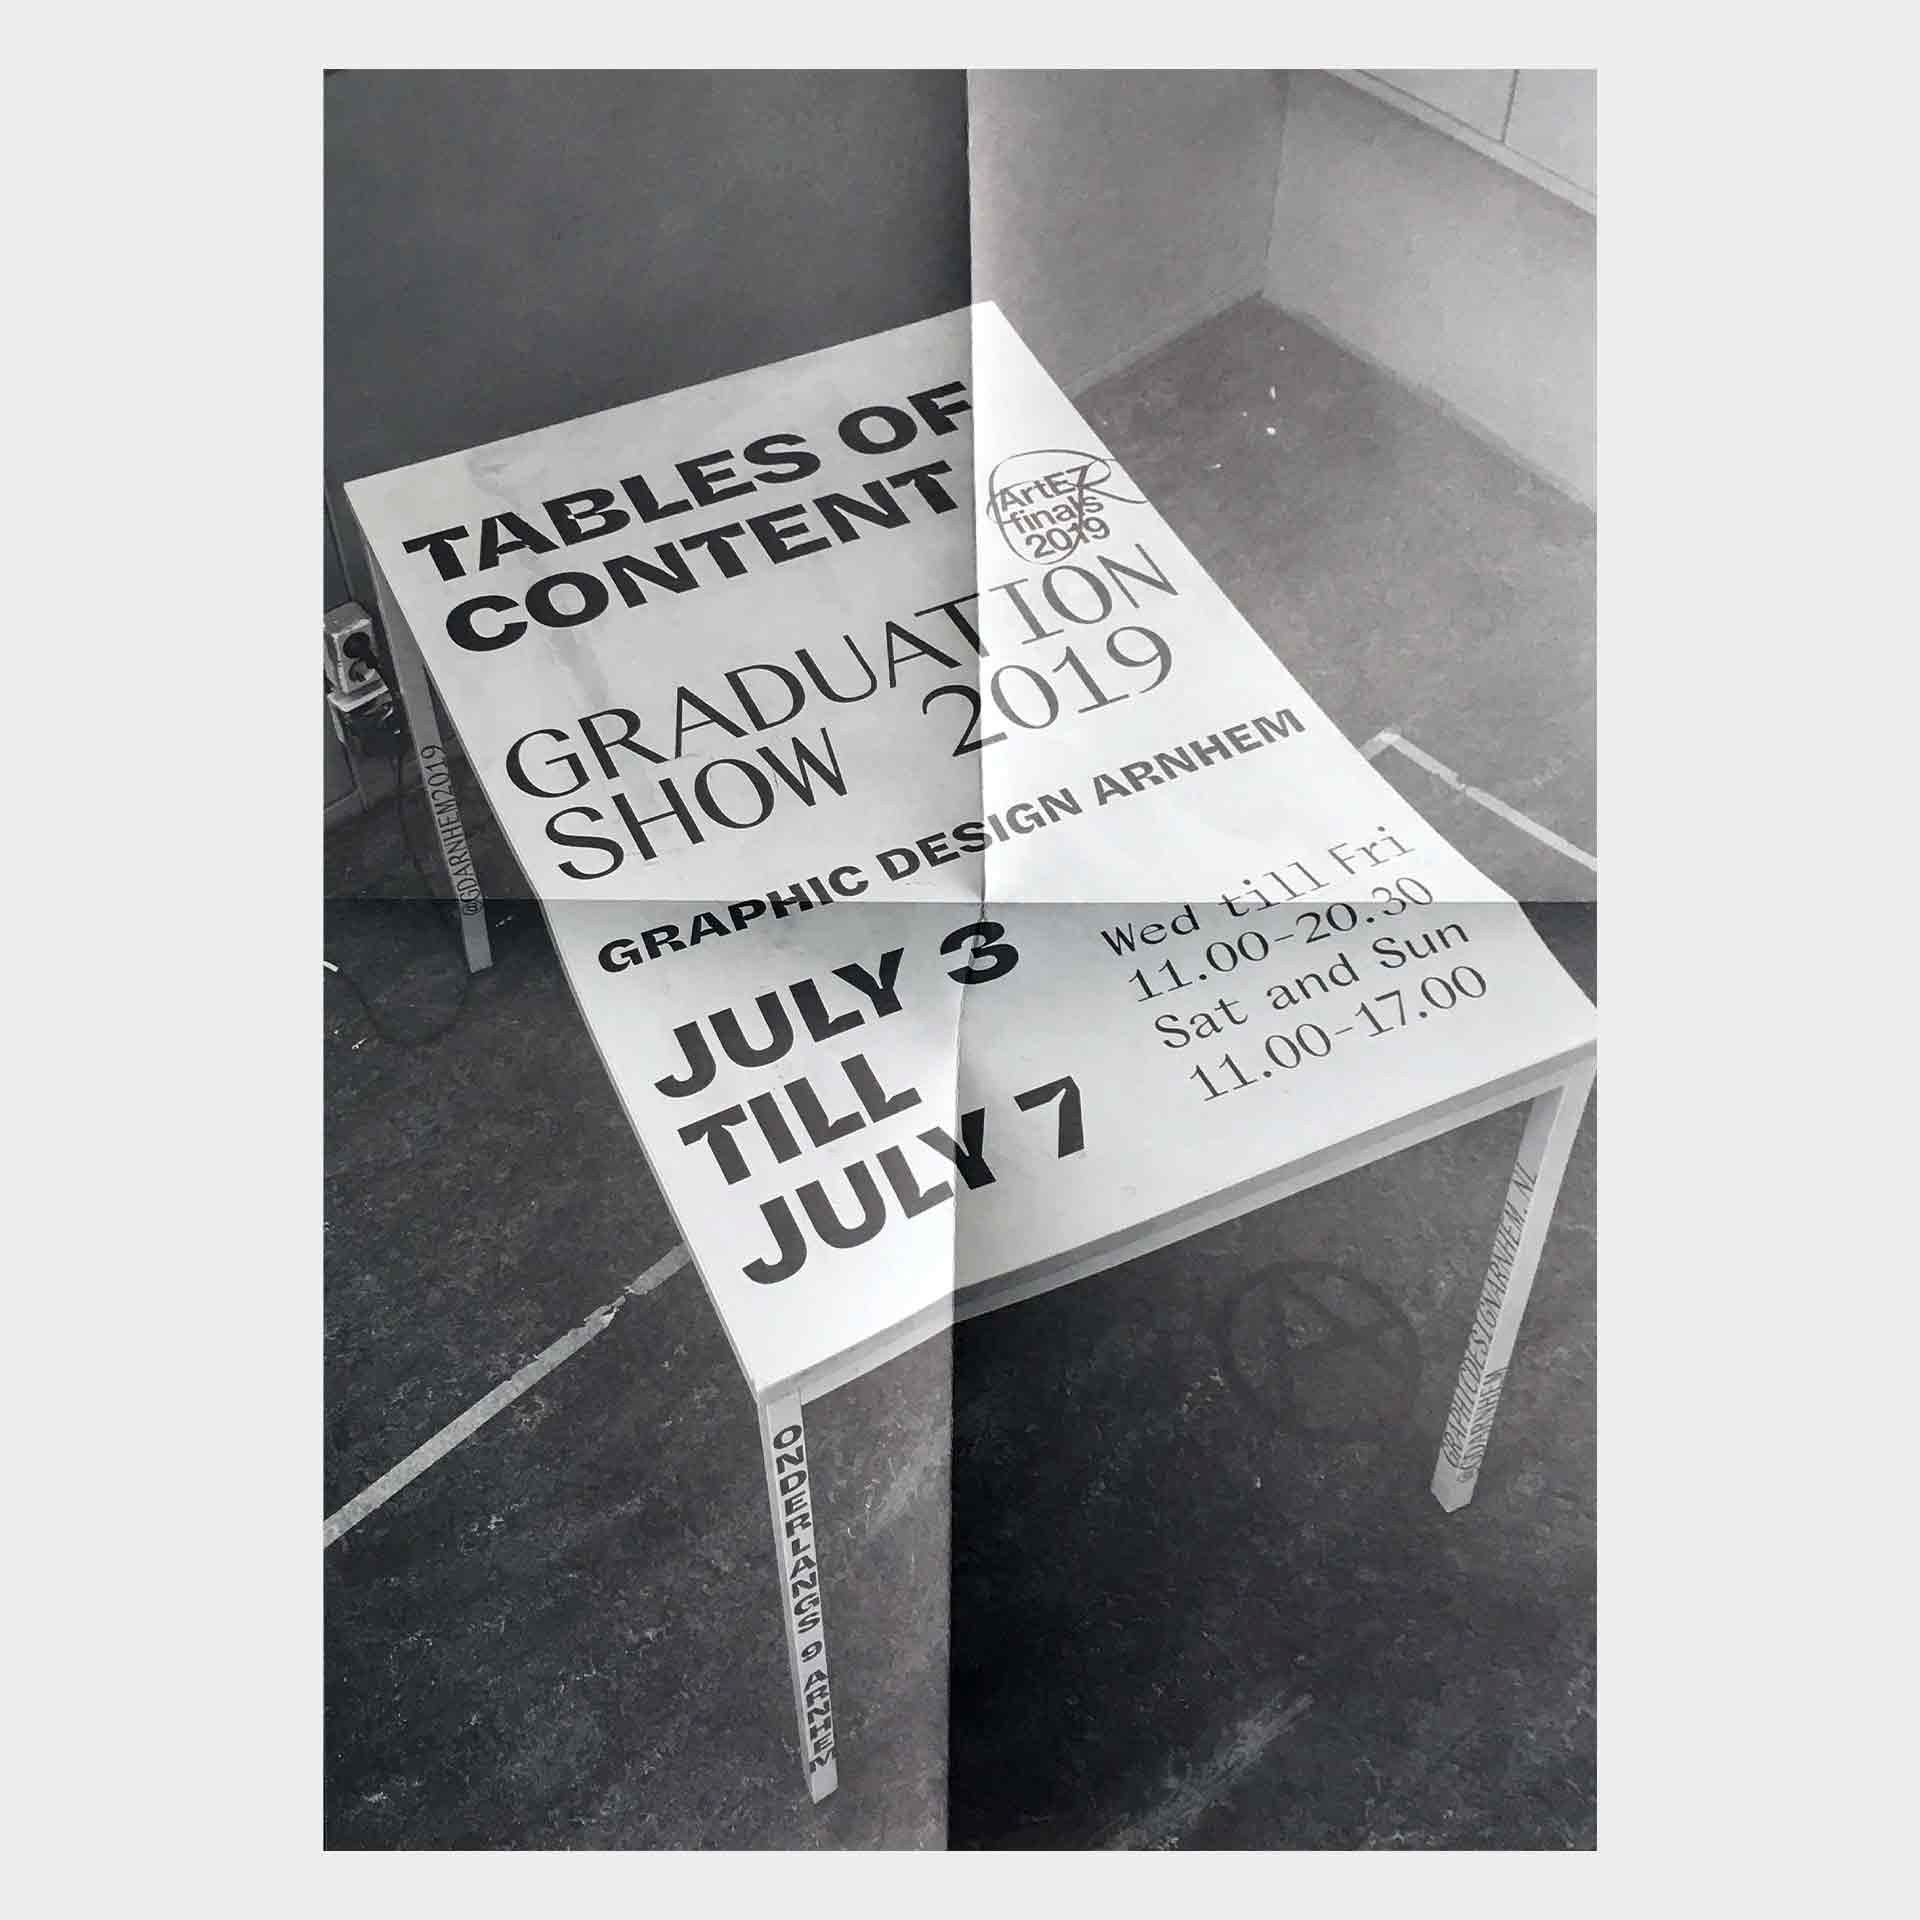 TABLES OF
CONTENT
ArtEZ
finals
2019
GRADUATION
SHOW 2019
GRAPHIC DESIGN ARNHEM
JULY 3
TILL
JULY 7
Wed till Fri
11.00-20.30
Sat and Sun
11.00-17.00
@GDARNHEM2019
ONDERLANGS 9 ARNHEM
GRAPHICDESIGNARNHEM.NL
@GDARNHEM